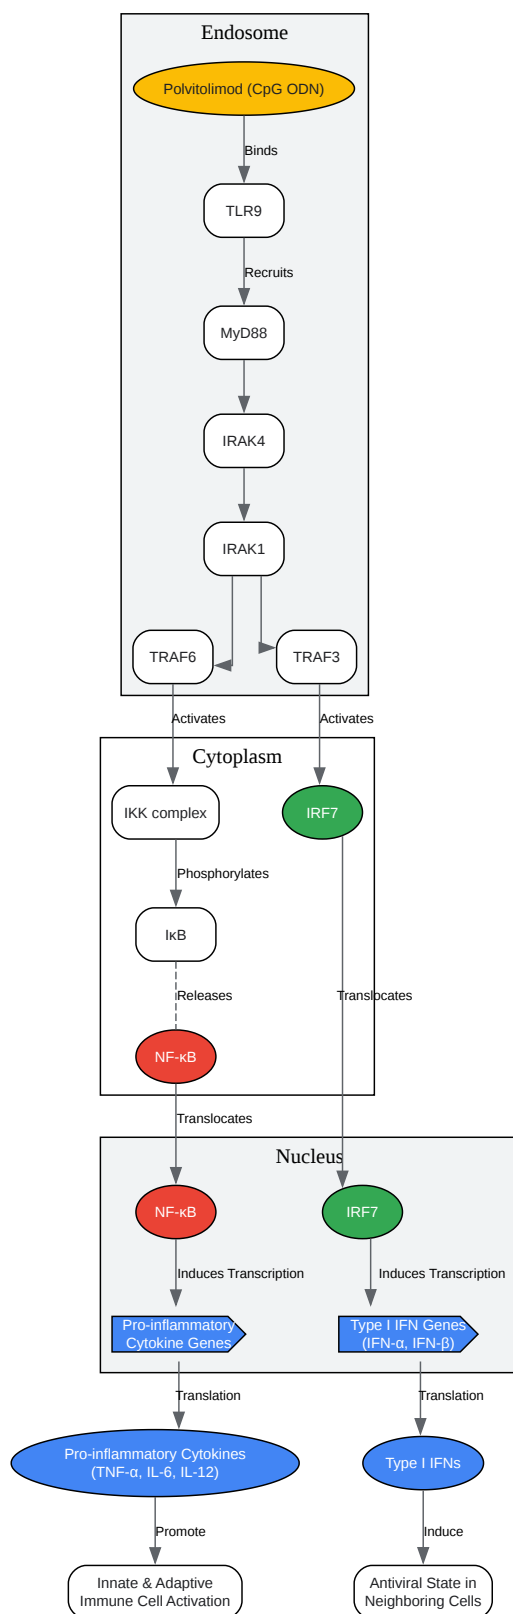 Endosome
Polvitolimod (CpG ODN)
Binds
TLR9
Recruits
MyD88
IRAK4
IRAK1
TRAF6
TRAF3
Activates
Activates
Cytoplasm
IKK complex
IRF7
Phosphorylates
IκB
Releases
Translocates
NF-κB
Translocates
Nucleus
NF-κB
IRF7
Induces Transcription
Induces Transcription
Pro-inflammatory
Cytokine Genes
Type I IFN Genes
(IFN-α, IFN-β)
Translation
Translation
Pro-inflammatory Cytokines
(TNF-α, IL-6, IL-12)
Type I IFNs
Promote
Induce
Innate & Adaptive
Immune Cell Activation
Antiviral State in
Neighboring Cells